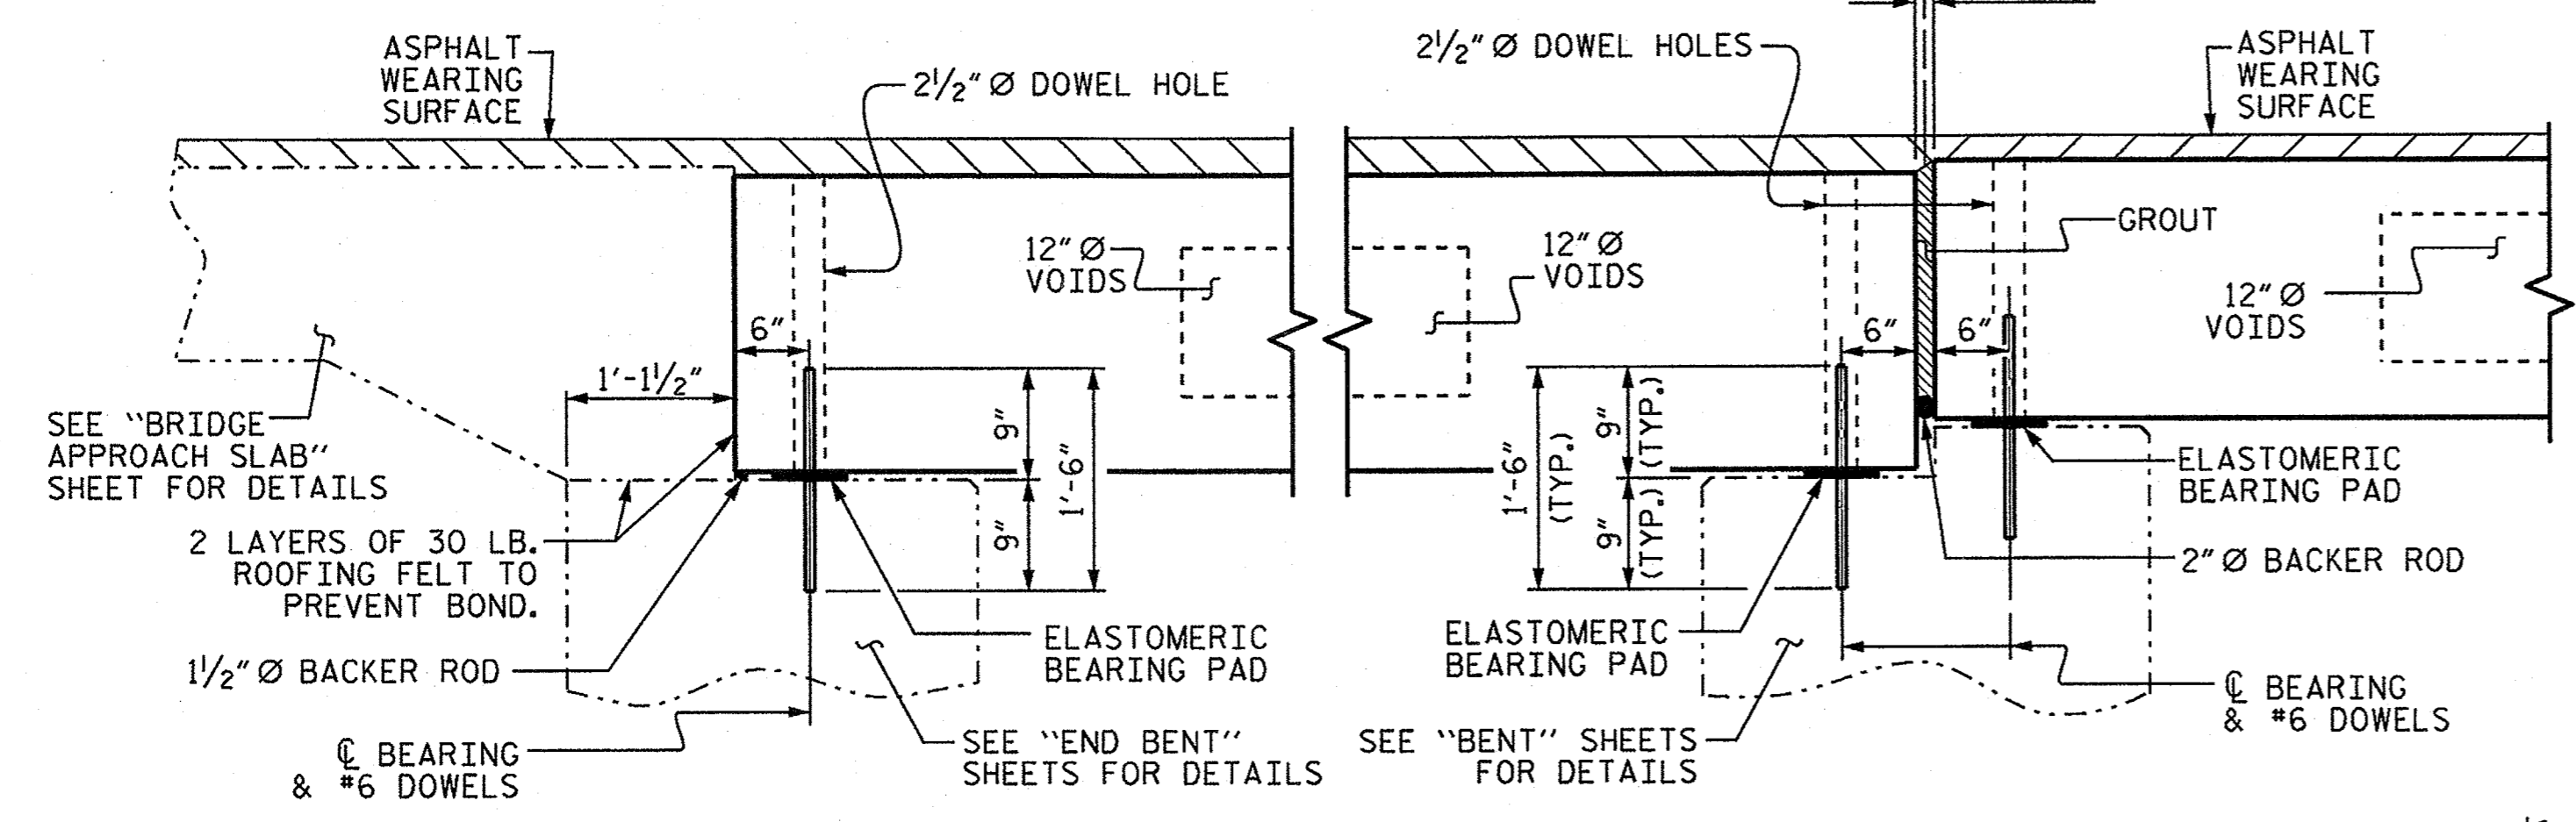 ASPHALT
WEARING
SURFACE
2½"Ø DOWEL HOLE
2½"Ø DOWEL HOLES
ASPHALT
WEARING
SURFACE
12"Ø
VOIDS
12"Ø
VOIDS
GROUT
12"Ø
VOIDS
6"
6"
6"
1'-1½"
SEE "BRIDGE
APPROACH SLAB"
SHEET FOR DETAILS
9"
9"
1'-6"
1'-6"
(TYP.)
9"
(TYP.)
9"
(TYP.)
ELASTOMERIC
BEARING PAD
2 LAYERS OF 30 LB.
ROOFING FELT TO
PREVENT BOND.
2"Ø BACKER ROD
1½"Ø BACKER ROD
ELASTOMERIC
BEARING PAD
ELASTOMERIC
BEARING PAD
℄ BEARING
& #6 DOWELS
SEE "END BENT"
SHEETS FOR DETAILS
SEE "BENT" SHEETS
FOR DETAILS
℄ BEARING
& #6 DOWELS